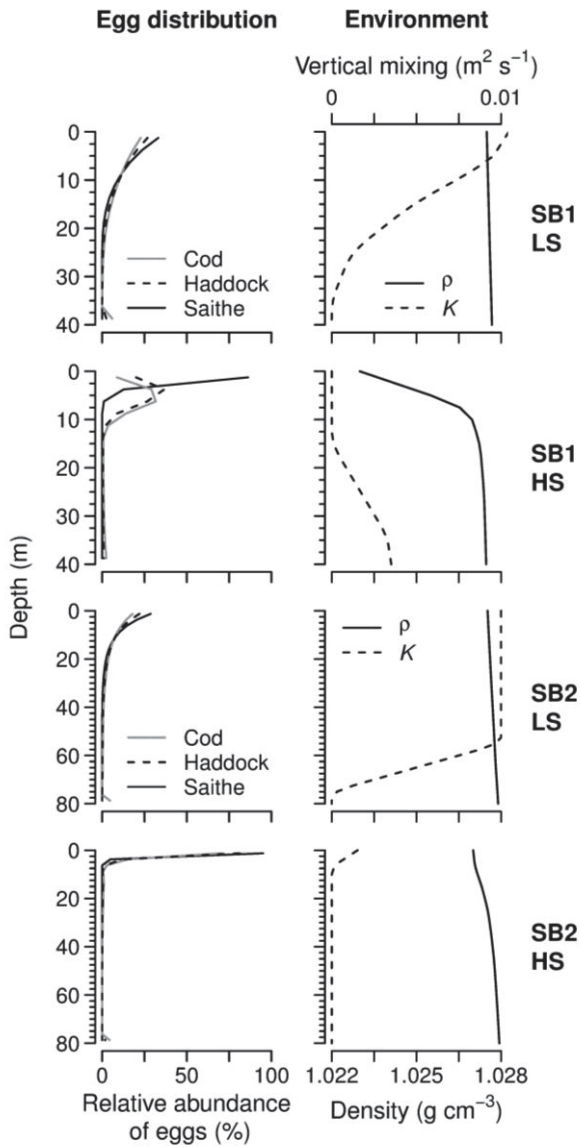 Egg distribution
Environment
Vertical mixing (m² s⁻¹)
0 0.01
0
10
20
30
40
Cod
Haddock
Saithe
ρ
K
SB1
LS
0
10
20
30
40
SB1
HS
Depth (m)
0
20
40
60
80
Cod
Haddock
Saithe
ρ
K
SB2
LS
0
20
40
60
80
SB2
HS
0 50 100
1.022 1.025 1.028
Relative abundance
of eggs (%)
Density (g cm⁻³)